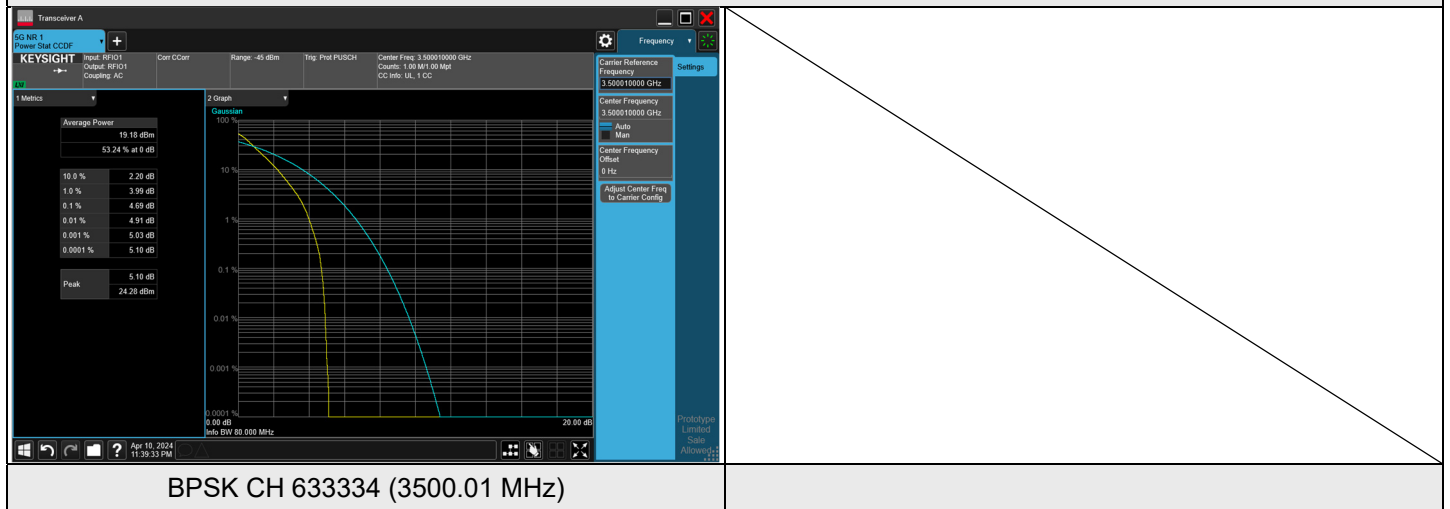 Transceiver A
5G NR 1
Power Stat CCDF
Frequency
KEYSIGHT
Input: RFIO1
Output: RFIO1
Coupling: AC
Corr CCorr
Range: -45 dBm
Trig: Prot PUSCH
Center Freq: 3.500010000 GHz
Counts: 1.00 M/1.00 Mpt
CC Info: UL, 1 CC
1 Metrics
Average Power
19.18 dBm
53.24 % at 0 dB
10.0 % 2.20 dB
1.0 % 3.99 dB
0.1 % 4.69 dB
0.01 % 4.91 dB
0.001 % 5.03 dB
0.0001 % 5.10 dB
Peak
5.10 dB
24.28 dBm
2 Graph
Gaussian
100 %
10 %
1 %
0.1 %
0.01 %
0.001 %
0.0001 %
0.00 dB
20.00 dB
Info BW 80.000 MHz
Carrier Reference
Frequency
3.500010000 GHz
Center Frequency
3.500010000 GHz
Auto
Man
Center Frequency
Offset
0 Hz
Adjust Center Freq
to Carrier Config
Settings
Prototype
Limited
Sale
Allowed
?
Apr 10, 2024
11:39:33 PM
BPSK CH 633334 (3500.01 MHz)